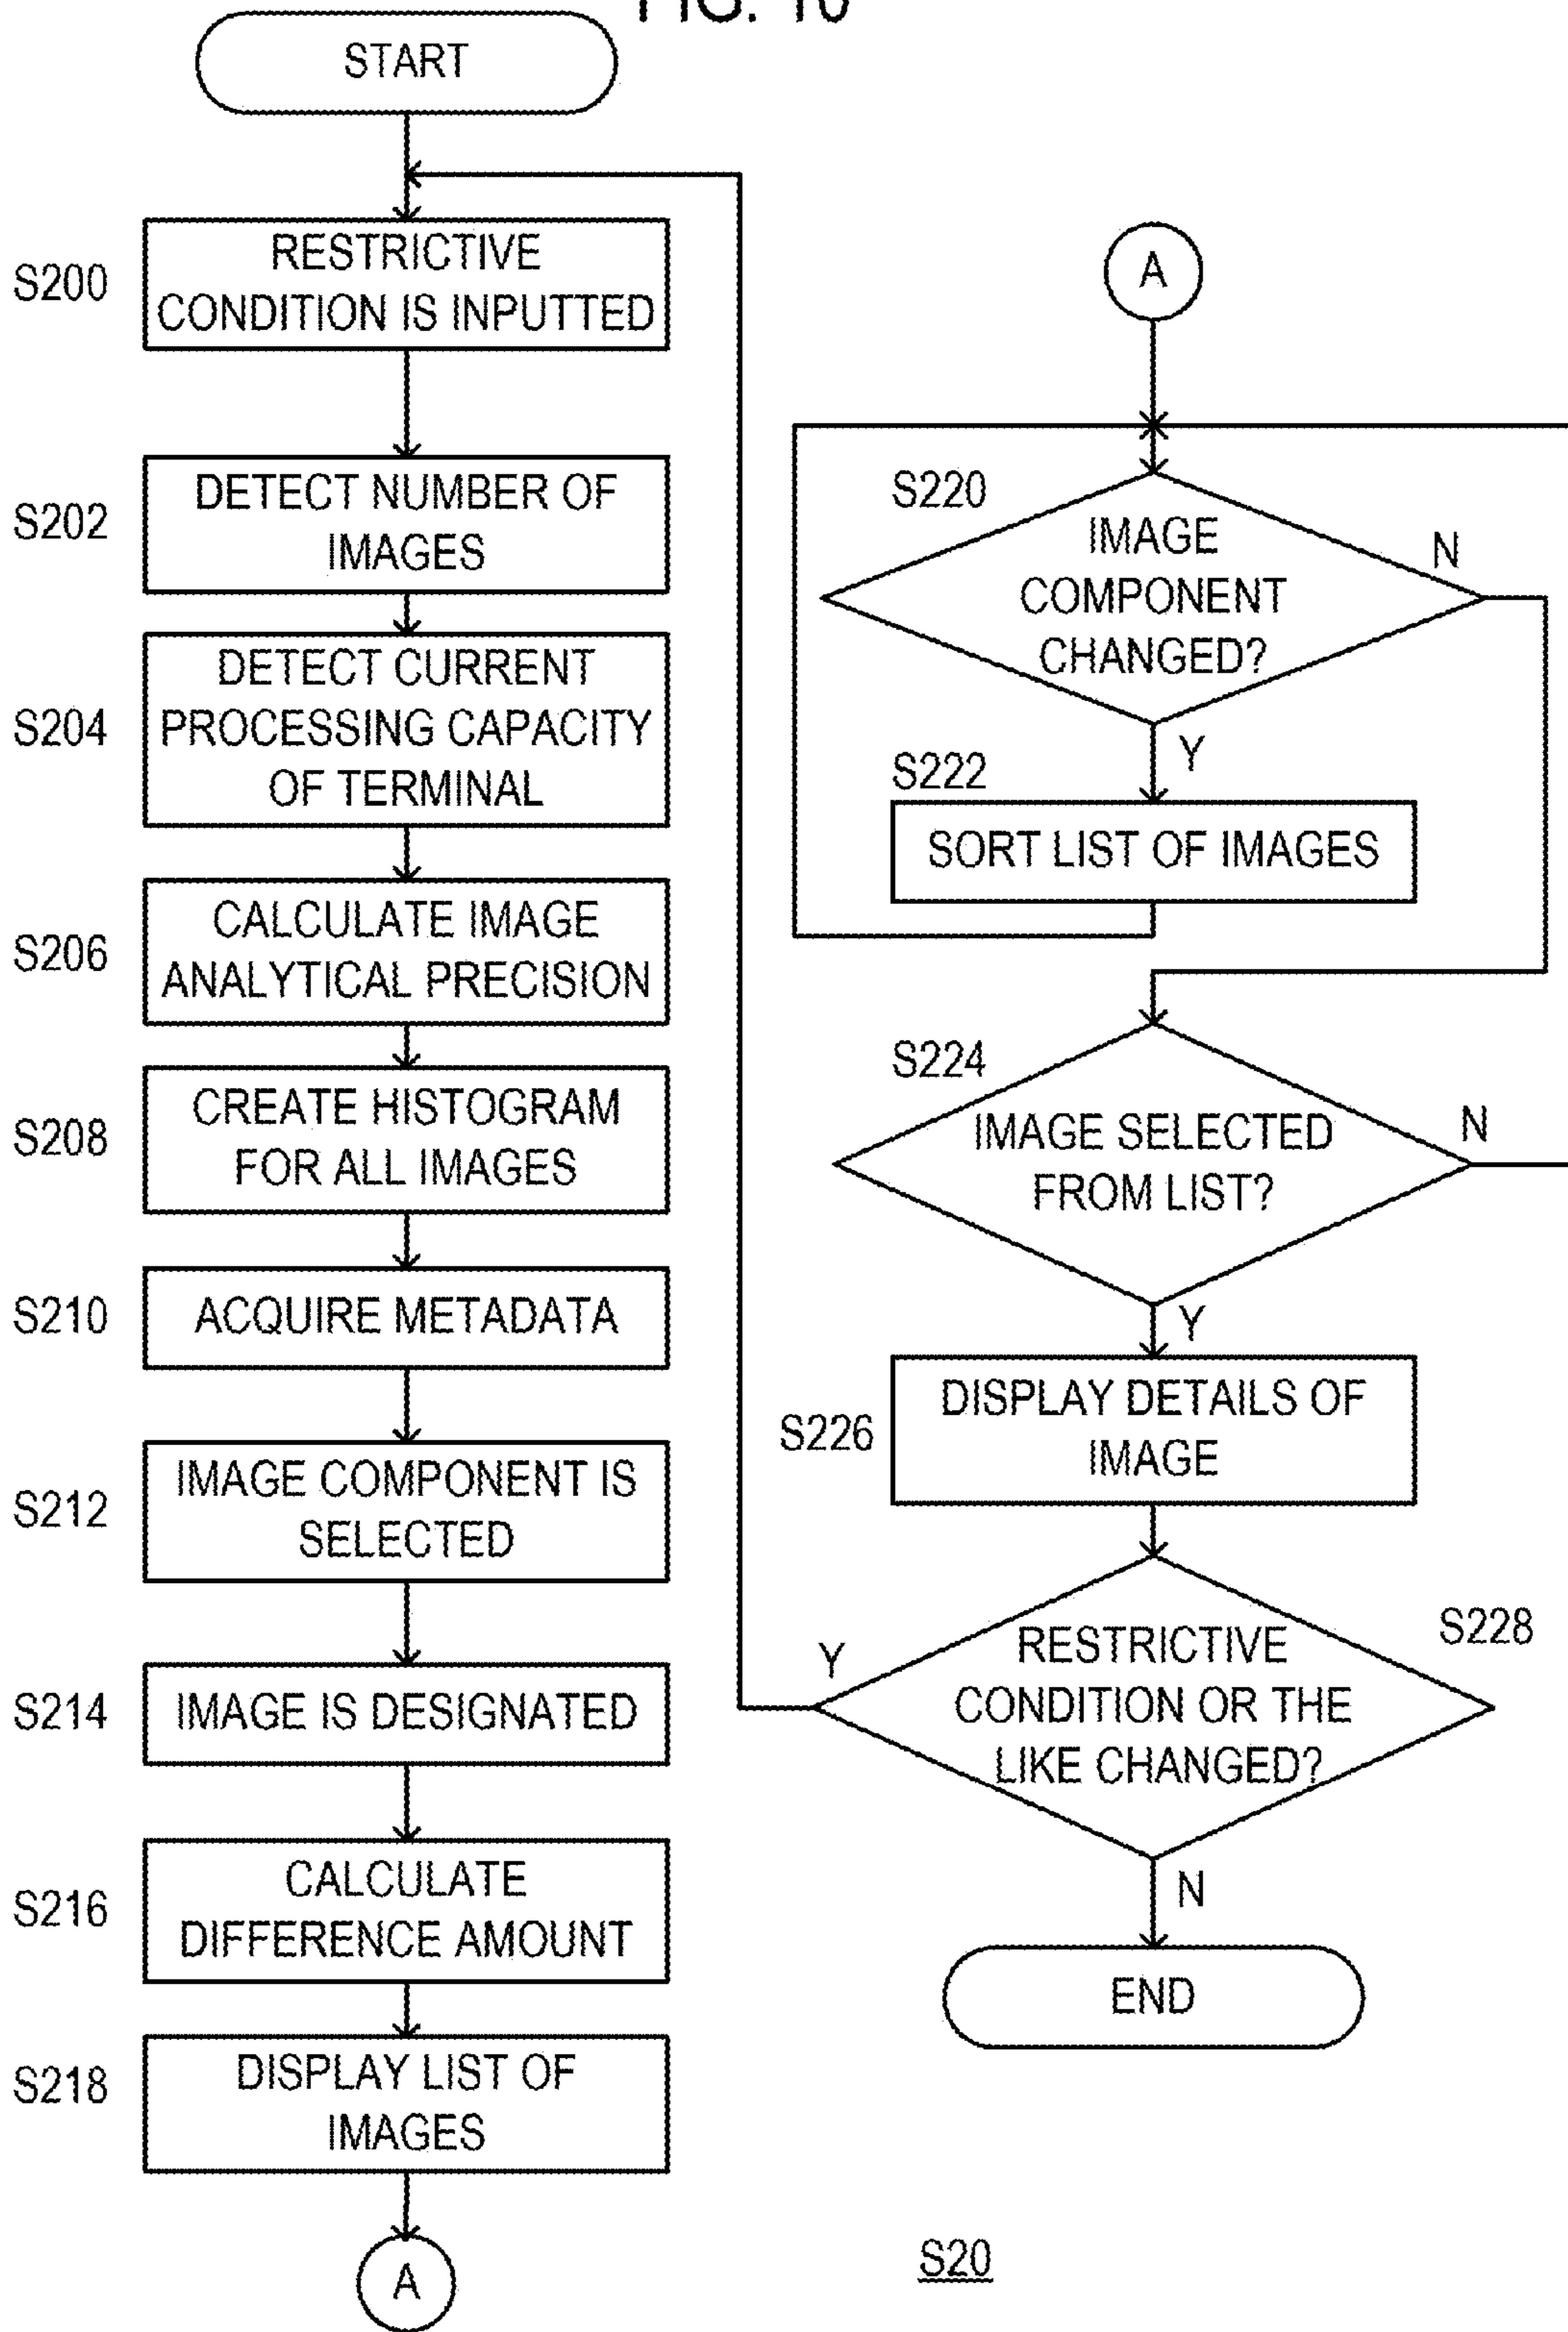 FIG. 10
START
S200
RESTRICTIVE
CONDITION IS INPUTTED
S202
DETECT NUMBER OF
IMAGES
S204
DETECT CURRENT
PROCESSING CAPACITY
OF TERMINAL
S206
CALCULATE IMAGE
ANALYTICAL PRECISION
S208
CREATE HISTOGRAM
FOR ALL IMAGES
S210
ACQUIRE METADATA
S212
IMAGE COMPONENT IS
SELECTED
S214
IMAGE IS DESIGNATED
S216
CALCULATE
DIFFERENCE AMOUNT
S218
DISPLAY LIST OF
IMAGES
A
A
S220
IMAGE
COMPONENT
CHANGED?
N
Y
S222
SORT LIST OF IMAGES
S224
IMAGE SELECTED
FROM LIST?
N
Y
S226
DISPLAY DETAILS OF
IMAGE
S228
RESTRICTIVE
CONDITION OR THE
LIKE CHANGED?
Y
N
END
S20